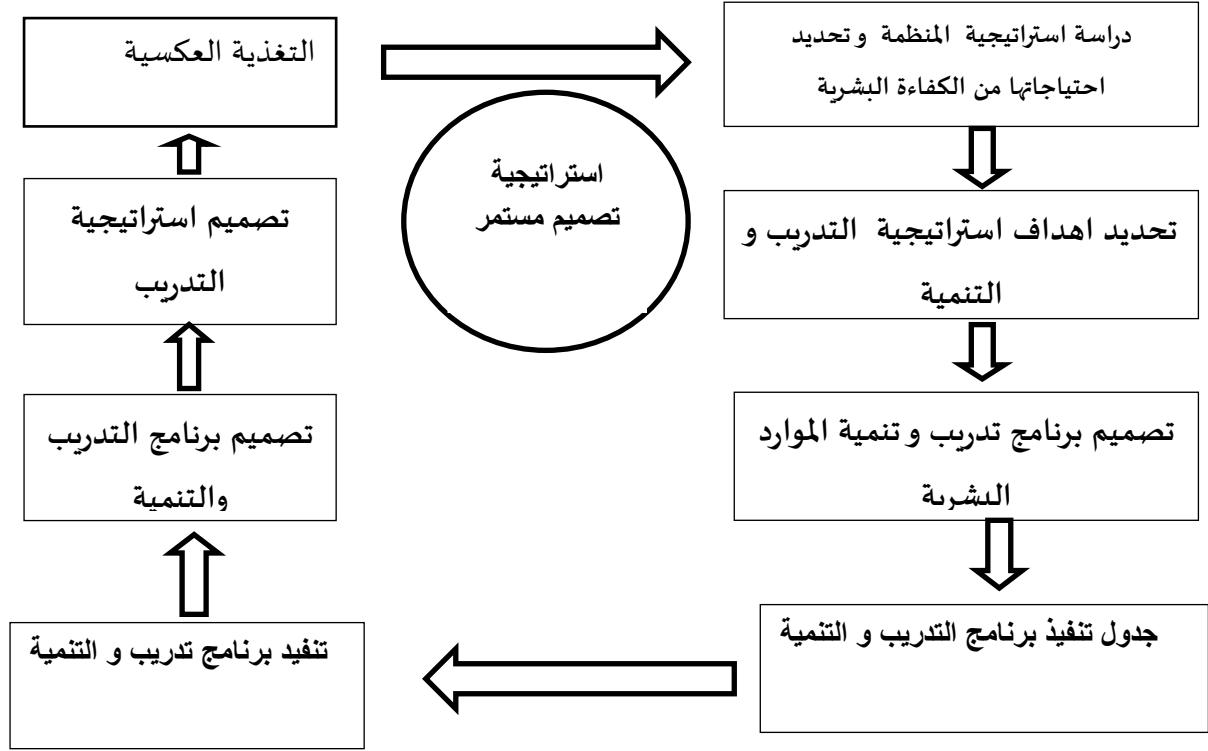 دراسة استراتيجية المنظمة و تحديد
احتياجاتها من الكفاءة البشرية
تحديد اهداف استراتيجية التدريب و
التنمية
تصميم برنامج تدريب و تنمية الموارد
البشرية
جدول تنفيذ برنامج التدريب و التنمية
استراتيجية
تصميم مستمر
التغذية العكسية
تصميم استراتيجية
التدريب
تصميم برنامج التدريب
والتنمية
تنفيد برنامج تدريب و التنمية